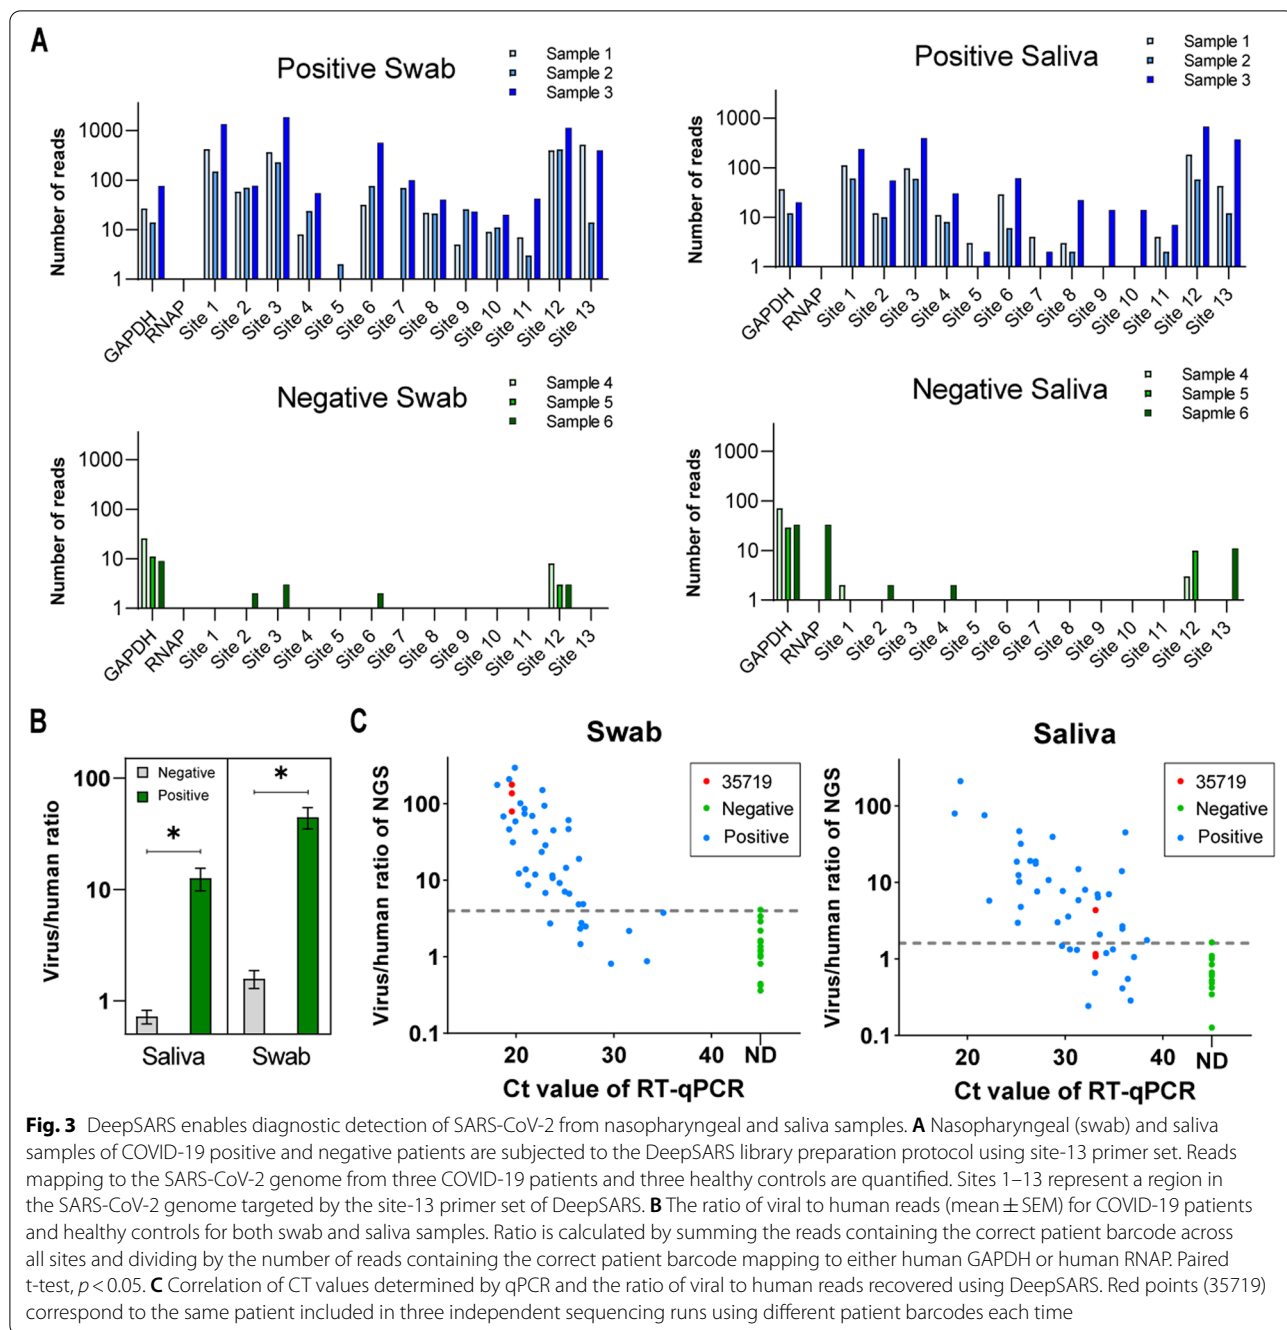 A
Positive Swab
Sample 1
Sample 2
Sample 3
Number of reads
1000
100
10
1
GAPDH
RNAP
Site 1
Site 2
Site 3
Site 4
Site 5
Site 6
Site 7
Site 8
Site 9
Site 10
Site 11
Site 12
Site 13
Positive Saliva
Sample 1
Sample 2
Sample 3
Number of reads
1000
100
10
1
GAPDH
RNAP
Site 1
Site 2
Site 3
Site 4
Site 5
Site 6
Site 7
Site 8
Site 9
Site 10
Site 11
Site 12
Site 13
Negative Swab
Sample 4
Sample 5
Sample 6
Number of reads
1000
100
10
1
GAPDH
RNAP
Site 1
Site 2
Site 3
Site 4
Site 5
Site 6
Site 7
Site 8
Site 9
Site 10
Site 11
Site 12
Site 13
Negative Saliva
Sample 4
Sample 5
Sapmle 6
Number of reads
1000
100
10
1
GAPDH
RNAP
Site 1
Site 2
Site 3
Site 4
Site 5
Site 6
Site 7
Site 8
Site 9
Site 10
Site 11
Site 12
Site 13
B
Virus/human ratio
100
10
1
Negative
Positive
*
*
Saliva
Swab
C
Swab
Virus/human ratio of NGS
100
10
1
0.1
35719
Negative
Positive
20
30
40
ND
Ct value of RT-qPCR
Saliva
Virus/human ratio of NGS
100
10
1
0.1
35719
Negative
Positive
20
30
40
ND
Ct value of RT-qPCR
Fig. 3 DeepSARS enables diagnostic detection of SARS-CoV-2 from nasopharyngeal and saliva samples. A Nasopharyngeal (swab) and saliva
samples of COVID-19 positive and negative patients are subjected to the DeepSARS library preparation protocol using site-13 primer set. Reads
mapping to the SARS-CoV-2 genome from three COVID-19 patients and three healthy controls are quantified. Sites 1–13 represent a region in
the SARS-CoV-2 genome targeted by the site-13 primer set of DeepSARS. B The ratio of viral to human reads (mean ± SEM) for COVID-19 patients
and healthy controls for both swab and saliva samples. Ratio is calculated by summing the reads containing the correct patient barcode across
all sites and dividing by the number of reads containing the correct patient barcode mapping to either human GAPDH or human RNAP. Paired
t-test, p < 0.05. C Correlation of CT values determined by qPCR and the ratio of viral to human reads recovered using DeepSARS. Red points (35719)
correspond to the same patient included in three independent sequencing runs using different patient barcodes each time